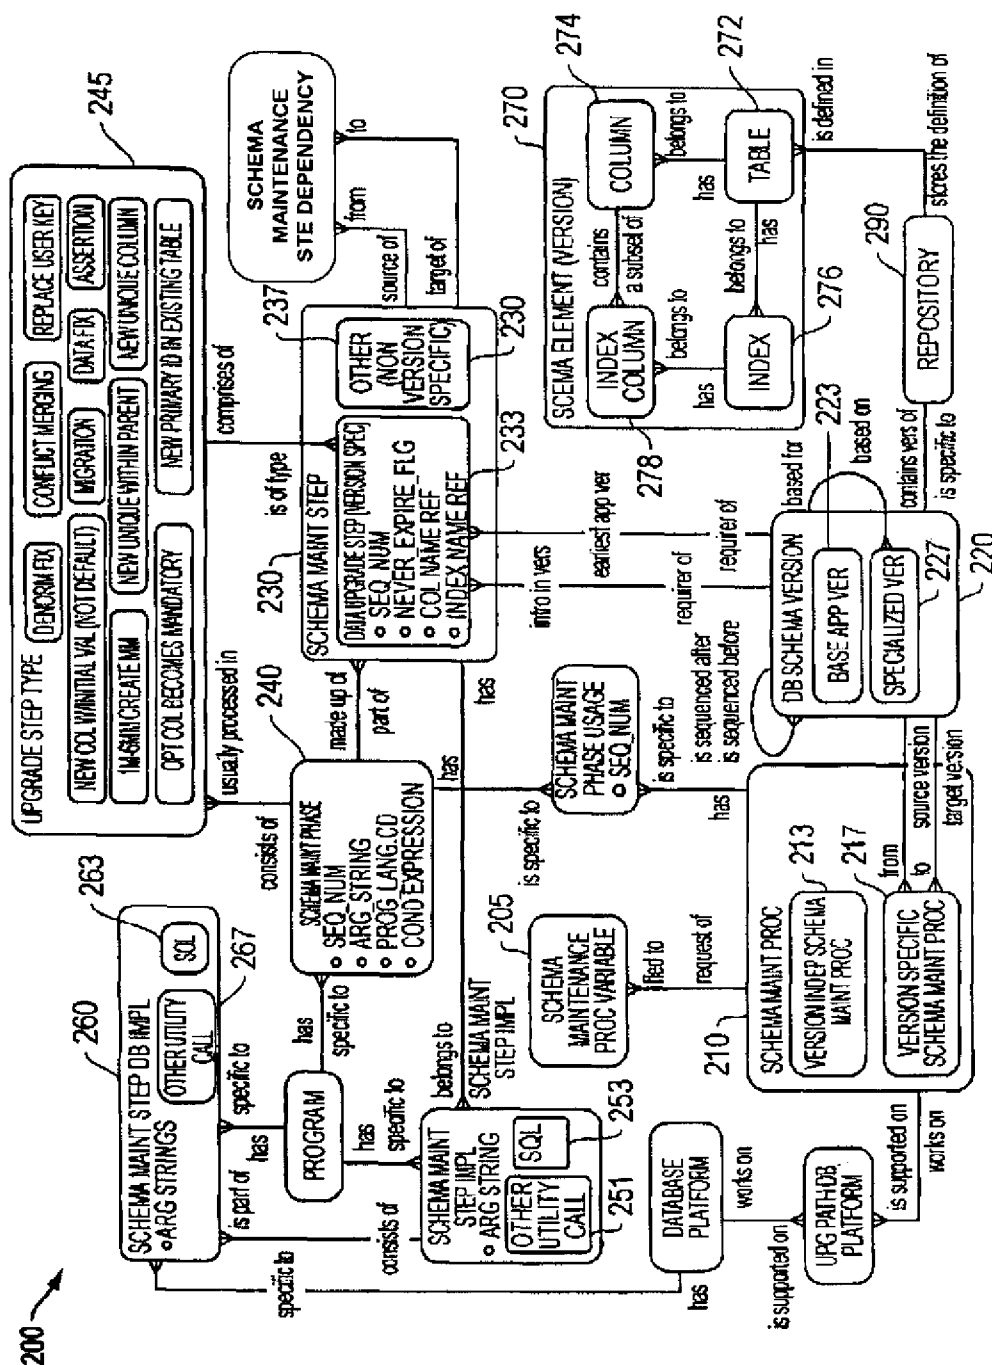 200
UPGRADE STEP TYPE
DENORM FIX
CONFLICT MERGING
REPLACE USER KEY
NEW COL W\INITIAL VAL (NOT DEFAULT)
MIGRATION
DATA FIX
ASSERTION
NEW UNIQUE WITHIN PARENT
OPT COL BECOMES MANDATORY
NEW PRIMARY ID IN EXISTING TABLE
245
usually processed in
consists of
is of type
comprises of
260
SCHEMA MAINT STEP DB IMPL
ARG STRINGS
OTHER UTILITY
CALL
SQL
263
267
is part of
has
specific to
PROGRAM
has
specific to
has
specific to
240
SCHEMA MAINT PHASE
SEQ_NUM
ARG_STRING
PROG_LANG.CD
COND EXPRESSION
made up of
part of
230
SCHEMA MAINT STEP
DATA UPGRADE STEP (VERSION SPEC)
SEQ_NUM
NEVER_EXPIRE_FLG
COL NAME REF
INDEX_NAME REF
233
OTHER
(NON
VERSION
SPECIFIC)
237
230
SCHEMA
MAINTENANCE
STE DEPENDENCY
source of
from
target of
to
consists of
specific to
SCHEMA MAINT
STEP IMPL
ARG STRING
OTHER
UTILITY
CALL
SQL
251
253
belongs to
SCHEMA MAINT
STEP IMPL
has
205
SCHEMA
MAINTENANCE
PROC VARIABLE
request of
has
is specific to
SCHEMA MAINT
PHASE USAGE
SEQ_NUM
is specific to
has
is sequenced after
is sequenced before
intro in vers
requirer of
earliest app ver
requirer of
270
SCEMA ELEMENT (VERSION)
INDEX
COLUMN
COLUMN
INDEX
TABLE
contains
a subset of
belongs to
has
belongs to
has
belongs to
has
272
274
276
278
is defined in
stores the definition of
DATABASE
PLATFORM
has
works on
is supported on
UPG PATH DB
PLATFORM
is supported on
works on
210
SCHEMA MAINT PROC
VERSION INDEP SCHEMA
MAINT PROC
213
VERSION SPECIFIC
SCHEMA MAINT PROC
217
from
to
source version
target version
DB SCHEMA VERSION
BASE APP VER
SPECIALIZED VER
220
223
227
based for
based on
contains vers of
is specific to
REPOSITORY
290